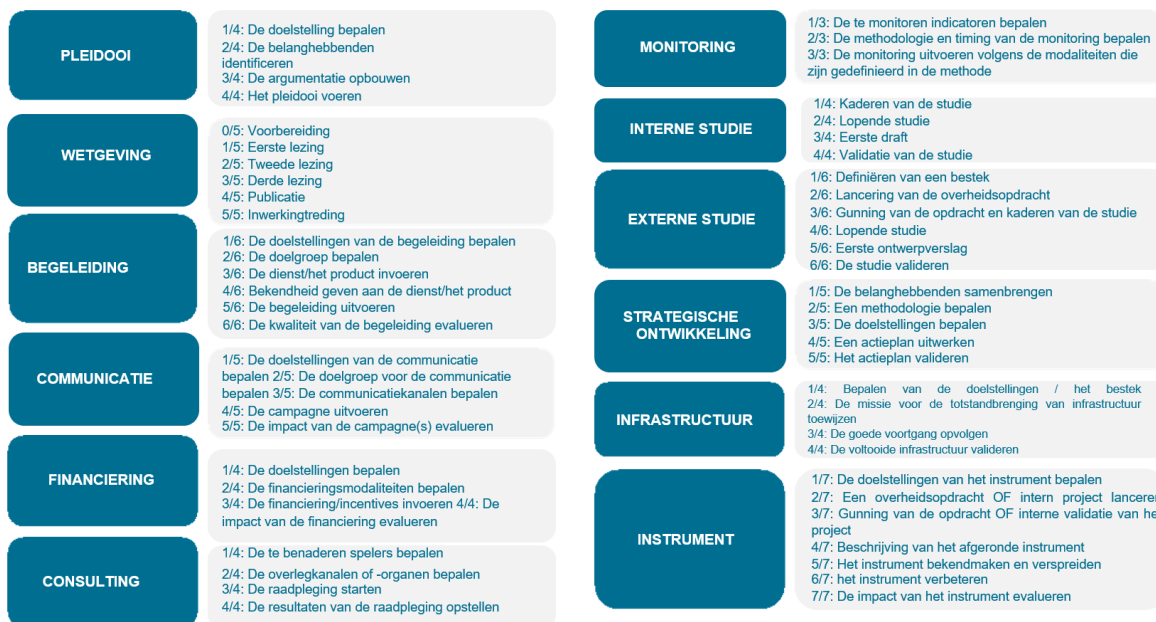 PLEIDOOI
1/4: De doelstelling bepalen
2/4: De belanghebbenden
identificeren
3/4: De argumentatie opbouwen
4/4: Het pleidooi voeren
WETGEVING
0/5: Voorbereiding
1/5: Eerste lezing
2/5: Tweede lezing
3/5: Derde lezing
4/5: Publicatie
5/5: Inwerkingtreding
BEGELEIDING
1/6: De doelstellingen van de begeleiding bepalen
2/6: De doelgroep bepalen
3/6: De dienst/het product invoeren
4/6: Bekendheid geven aan de dienst/het product
5/6: De begeleiding uitvoeren
6/6: De kwaliteit van de begeleiding evalueren
COMMUNICATIE
1/5: De doelstellingen van de communicatie
bepalen 2/5: De doelgroep voor de communicatie
bepalen 3/5: De communicatiekanalen bepalen
4/5: De campagne uitvoeren
5/5: De impact van de campagne(s) evalueren
FINANCIERING
1/4: De doelstellingen bepalen
2/4: De financieringsmodaliteiten bepalen
3/4: De financiering/incentives invoeren 4/4: De
impact van de financiering evalueren
CONSULTING
1/4: De te benaderen spelers bepalen
2/4: De overlegkanalen of -organen bepalen
3/4: De raadpleging starten
4/4: De resultaten van de raadpleging opstellen
MONITORING
1/3: De te monitoren indicatoren bepalen
2/3: De methodologie en timing van de monitoring bepalen
3/3: De monitoring uitvoeren volgens de modaliteiten die
zijn gedefinieerd in de methode
INTERNE STUDIE
1/4: Kaderen van de studie
2/4: Lopende studie
3/4: Eerste draft
4/4: Validatie van de studie
EXTERNE STUDIE
1/6: Definiëren van een bestek
2/6: Lancering van de overheidsopdracht
3/6: Gunning van de opdracht en kaderen van de studie
4/6: Lopende studie
5/6: Eerste ontwerpverslag
6/6: De studie valideren
STRATEGISCHE
ONTWIKKELING
1/5: De belanghebbenden samenbrengen
2/5: Een methodologie bepalen
3/5: De doelstellingen bepalen
4/5: Een actieplan uitwerken
5/5: Het actieplan valideren
INFRASTRUCTUUR
1/4: Bepalen van de doelstellingen / het bestek
2/4: De missie voor de totstandbrenging van infrastructuur
toewijzen
3/4: De goede voortgang opvolgen
4/4: De voltooide infrastructuur valideren
INSTRUMENT
1/7: De doelstellingen van het instrument bepalen
2/7: Een overheidsopdracht OF intern project lanceren
3/7: Gunning van de opdracht OF interne validatie van he
project
4/7: Beschrijving van het afgeronde instrument
5/7: Het instrument bekendmaken en verspreiden
6/7: het instrument verbeteren
7/7: De impact van het instrument evalueren